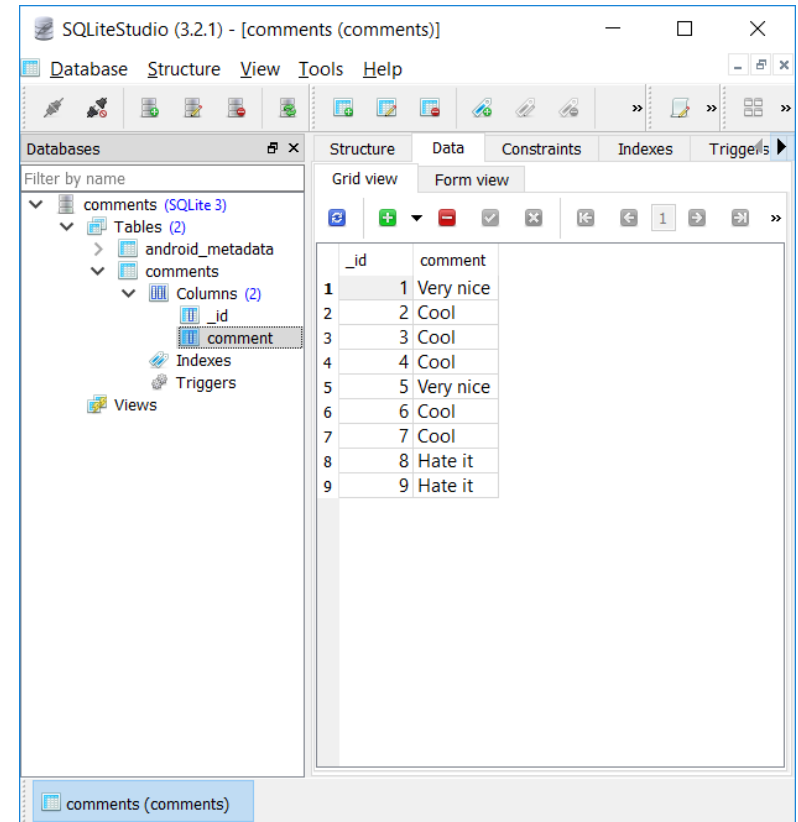 SQLiteStudio (3.2.1) - [comments (comments)]
Database Structure View Tools Help
» » »
Databases
Filter by name
comments (SQLite 3)
Tables (2)
android_metadata
comments
Columns (2)
_id
comment
Indexes
Triggers
Views
Structure Data Constraints Indexes Triggers
Grid view Form view
1 »
_id comment
1 1 Very nice
2 2 Cool
3 3 Cool
4 4 Cool
5 5 Very nice
6 6 Cool
7 7 Cool
8 8 Hate it
9 9 Hate it
comments (comments)